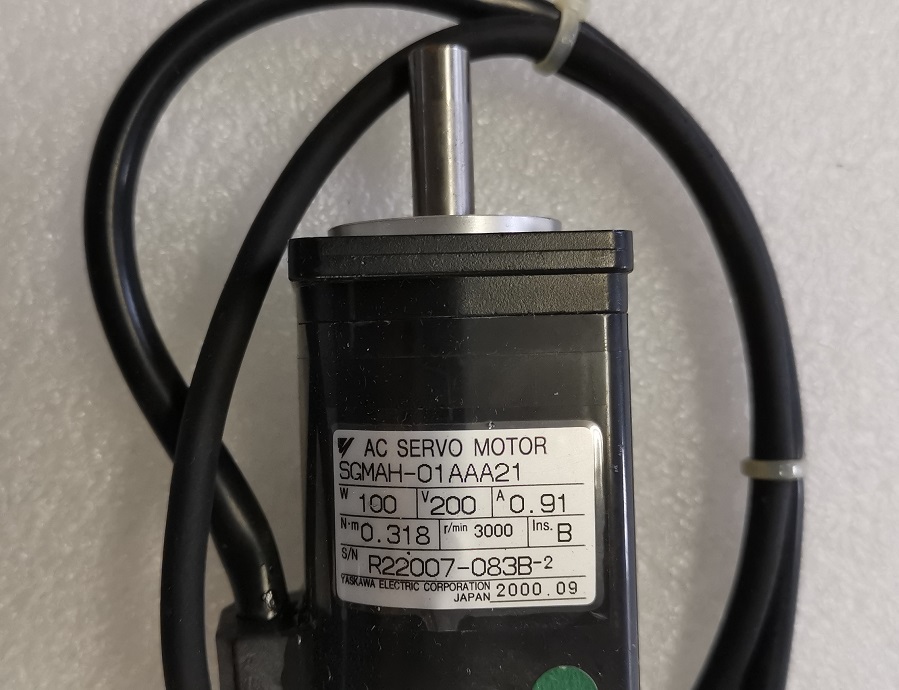 AC SERVO MOTOR
SGMAH-01AAA21
W 100 V 200 A 0.91
N·m 0.318 r/min 3000 Ins. B
S/N R22007-083B-2
YASKAWA ELECTRIC CORPORATION
JAPAN 2000.09